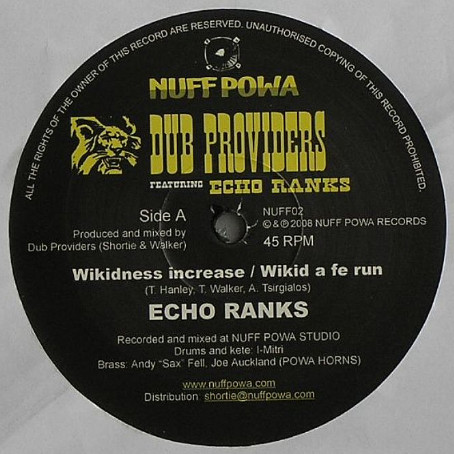 ALL THE RIGHTS OF THE OWNER OF THIS RECORD ARE RESERVED. UNAUTHORISED COPYING OF THIS RECORD PROHIBITED.
NUFF POWA
DUB PROVIDERS
FEATURING ECHO RANKS
Side A
Produced and mixed by
Dub Providers (Shortie & Walker)
NUFF02
© & ℗ 2008 NUFF POWA RECORDS
45 RPM
Wikidness increase / Wikid a fe run
(T. Hanley, T. Walker, A. Tsirgialos)
ECHO RANKS
Recorded and mixed at NUFF POWA STUDIO
Drums and kete: I-Mitri
Brass: Andy "Sax" Fell, Joe Auckland (POWA HORNS)
www.nuffpowa.com
Distribution shortie@nuffpowa.com